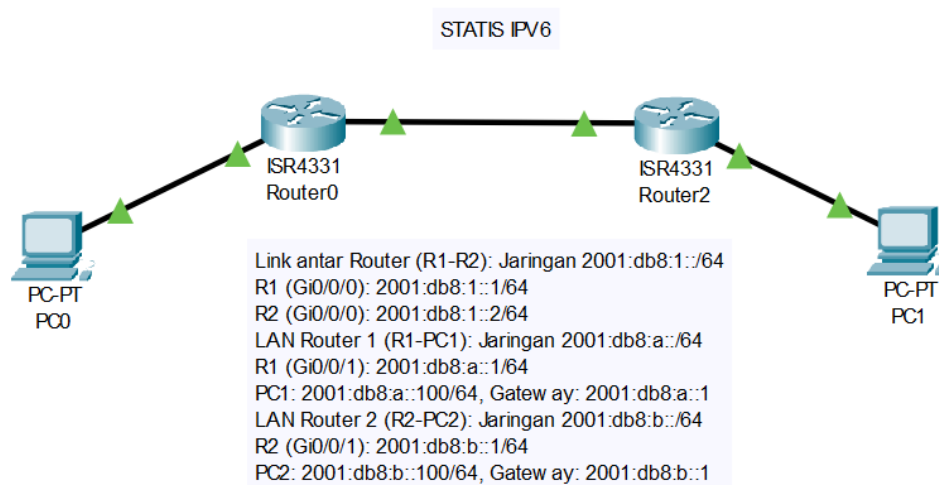 STATIS IPV6
ISR4331
Router0
ISR4331
Router2
PC-PT
PC0
PC-PT
PC1
Link antar Router (R1-R2): Jaringan 2001:db8:1::/64
R1 (Gi0/0/0): 2001:db8:1::1/64
R2 (Gi0/0/0): 2001:db8:1::2/64
LAN Router 1 (R1-PC1): Jaringan 2001:db8:a::/64
R1 (Gi0/0/1): 2001:db8:a::1/64
PC1: 2001:db8:a::100/64, Gateway: 2001:db8:a::1
LAN Router 2 (R2-PC2): Jaringan 2001:db8:b::/64
R2 (Gi0/0/1): 2001:db8:b::1/64
PC2: 2001:db8:b::100/64, Gateway: 2001:db8:b::1